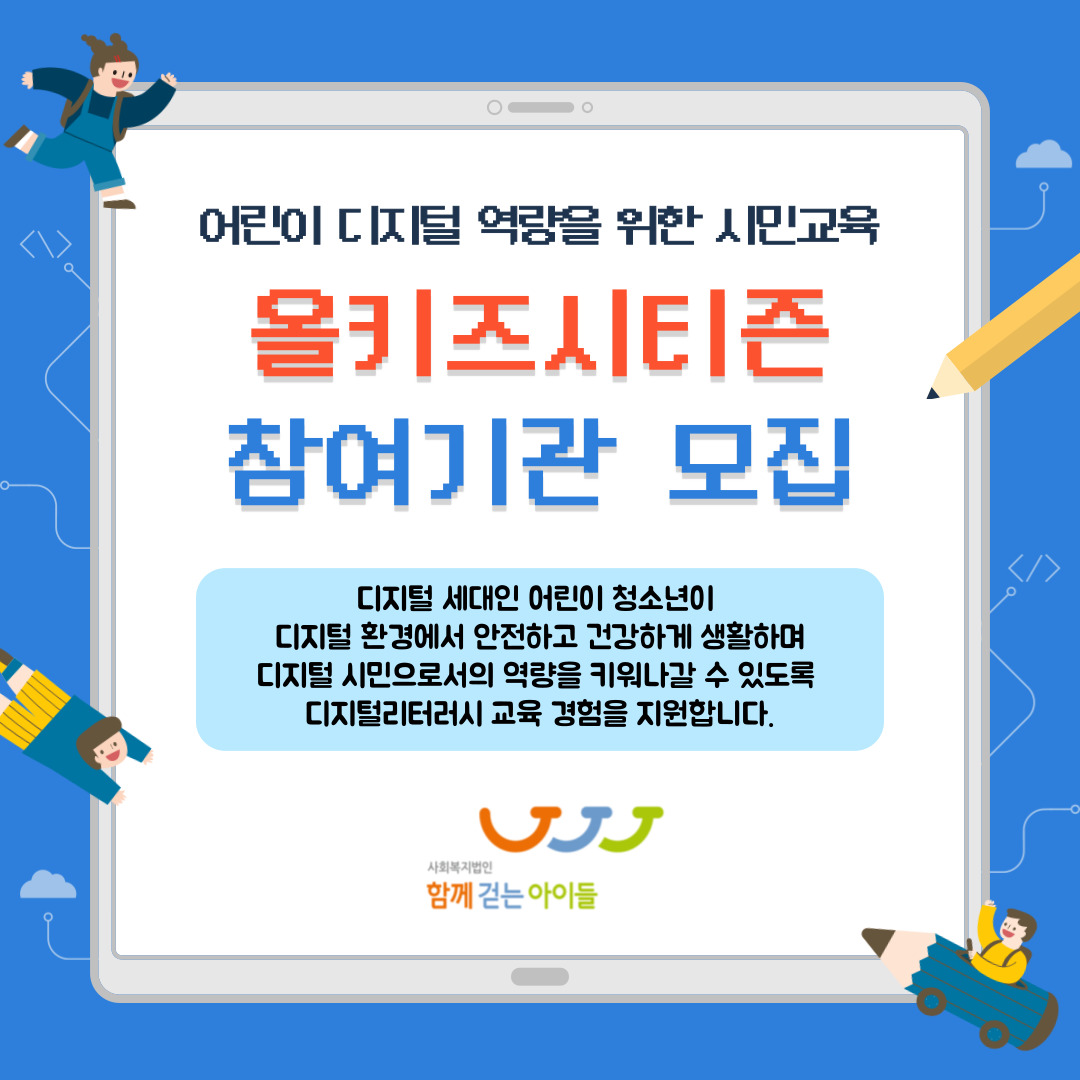 어린이 디지털 역량을 위한 시민교육
올키즈시티즌
참여기관 모집
디지털 세대인 어린이 청소년이
디지털 환경에서 안전하고 건강하게 생활하며
디지털 시민으로서의 역량을 키워나갈 수 있도록
디지털리터러시 교육 경험을 지원합니다.
사회복지법인
함께 걷는 아이들